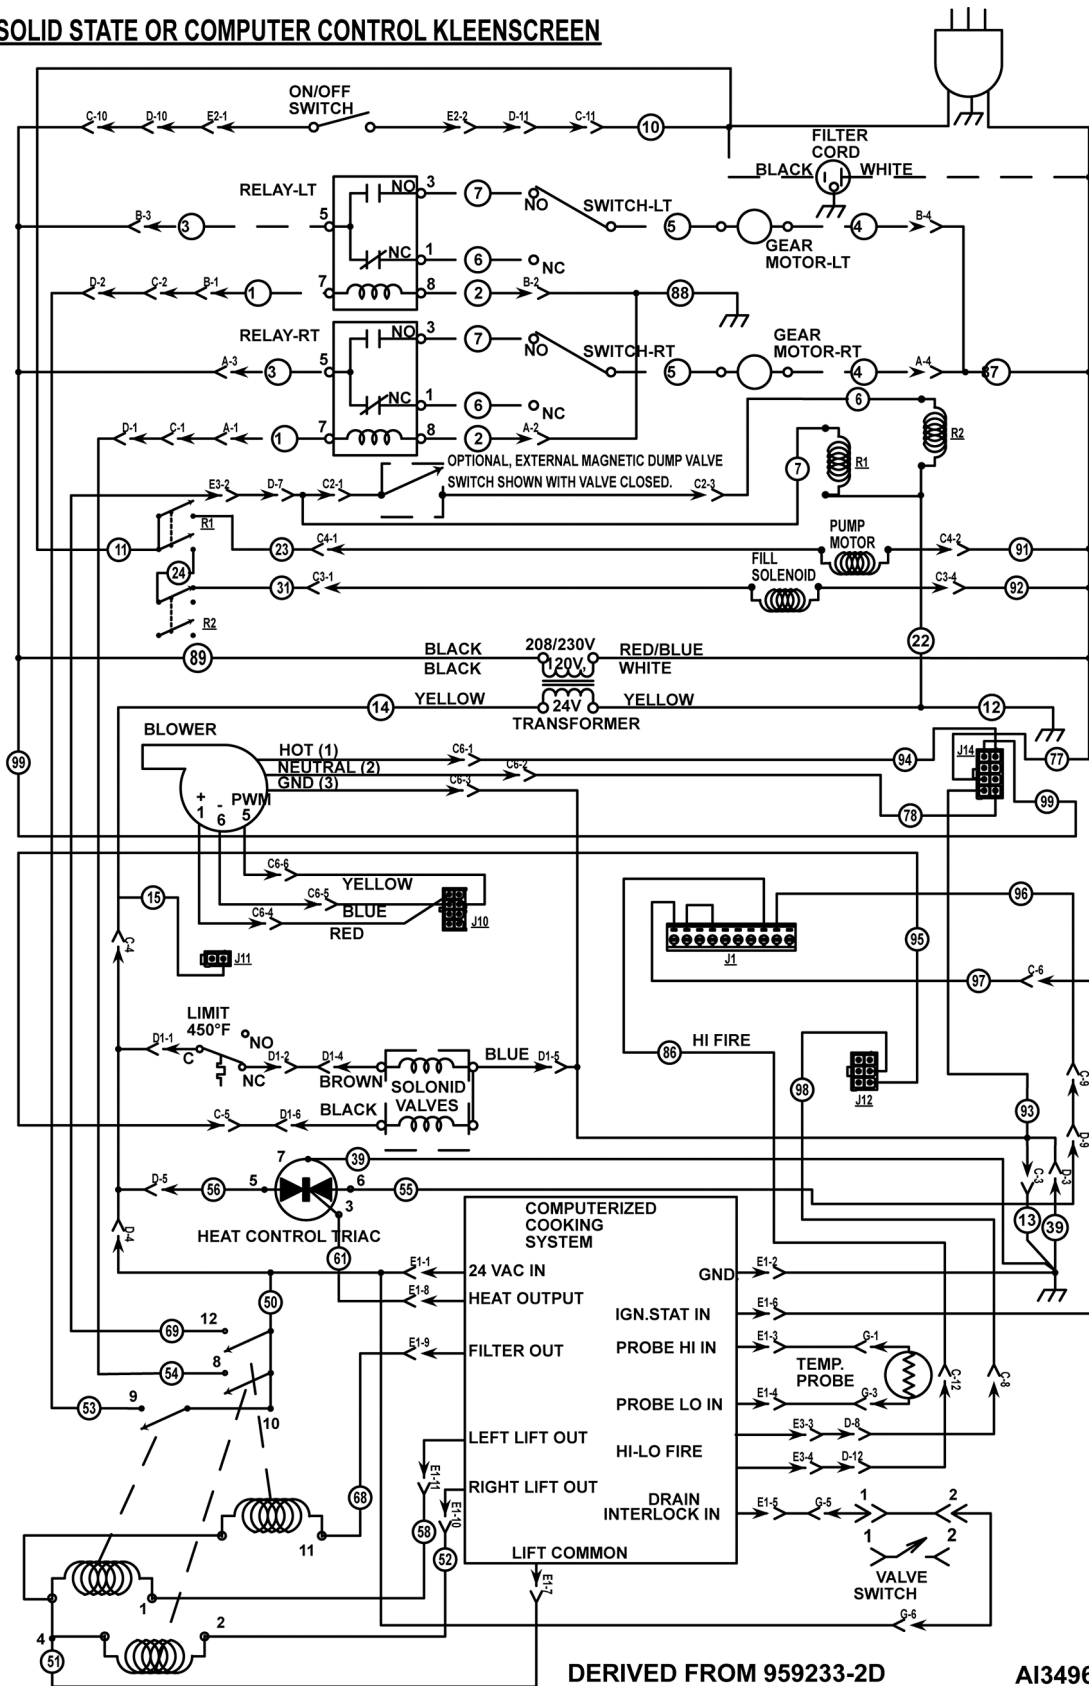 SOLID STATE OR COMPUTER CONTROL KLEENSCREEN
ON/OFF
SWITCH
C-10 D-10 E2-1 E2-2 D-11 C-11 10
FILTER
CORD
BLACK WHITE
RELAY-LT NO 3 7 NO SWITCH-LT
B-3 3 5 5 4 B-4
GEAR
MOTOR-LT
NC 1 6 NC
D-2 C-2 B-1 1 7 8 2 B-2 88
RELAY-RT NO 3 7 NO SWITCH-RT
GEAR
MOTOR-RT
A-3 3 5 5 4 A-4 37
NC 1 6 NC 6
D-1 C-1 A-1 1 7 8 2 A-2
R2
OPTIONAL, EXTERNAL MAGNETIC DUMP VALVE
SWITCH SHOWN WITH VALVE CLOSED.
7 R1
E3-2 D-7 C2-1 C2-3
R1
PUMP
MOTOR
11 23 C4-1 C4-2 91
FILL
SOLENOID
24 31 C3-1 C3-4 92
R2
22
BLACK 208/230V RED/BLUE
89
BLACK 120V, WHITE
14 YELLOW 24V YELLOW 12
TRANSFORMER
BLOWER
99
HOT (1) C6-1 94 J14 77
NEUTRAL (2) C6-2
GND (3) C6-3
+ - PWM
1 6 5
78 99
C6-6
YELLOW
15 C6-5
BLUE
C6-4
RED
J10
96
C-4
J11
J1
95
97 C-6
LIMIT
450°F
NO
D1-1 C
NC
D1-2 D1-4
BROWN
SOLONID
VALVES
BLUE D1-5
86 HI FIRE
98
J12
C-9
93
C-5 D1-6 BLACK
D-9
7 39
C-3 D-3
D-5 56 5 6 55
3
13 39
HEAT CONTROL TRIAC
D-4
61
COMPUTERIZED
COOKING
SYSTEM
E1-1 24 VAC IN
GND E1-2
50
E1-8 HEAT OUTPUT
IGN.STAT IN E1-6
69 12
E1-9 FILTER OUT
PROBE HI IN E1-3 G-1
TEMP.
PROBE
54 8
C-12 C-8
53 9
10
PROBE LO IN E1-4 G-3
LEFT LIFT OUT
E3-3 D-8
HI-LO FIRE
E3-4 D-12
E1-11
RIGHT LIFT OUT
68
E1-10
DRAIN
INTERLOCK IN
E1-5 G-5 1 2
58
11
52
1 2
LIFT COMMON
E1-7
VALVE
SWITCH
1
2
G-6
4
51
DERIVED FROM 959233-2D
AI3496